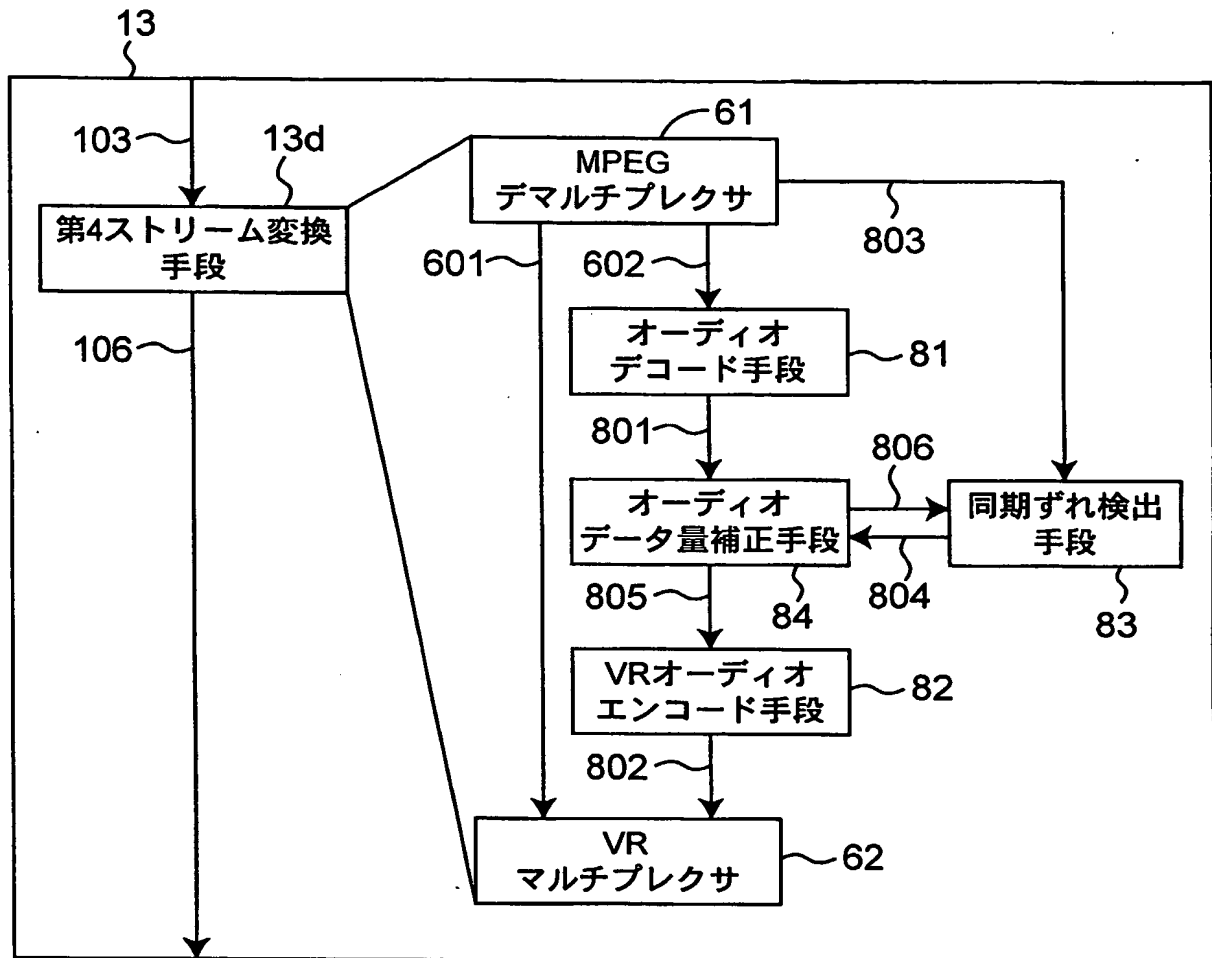 13
103
13d
第4ストリーム変換
手段
106
61
MPEG
デマルチプレクサ
803
601
602
オーディオ
デコード手段
81
801
806
オーディオ
データ量補正手段
同期ずれ検出
手段
805
84
804
83
VRオーディオ
エンコード手段
82
802
VR
マルチプレクサ
62